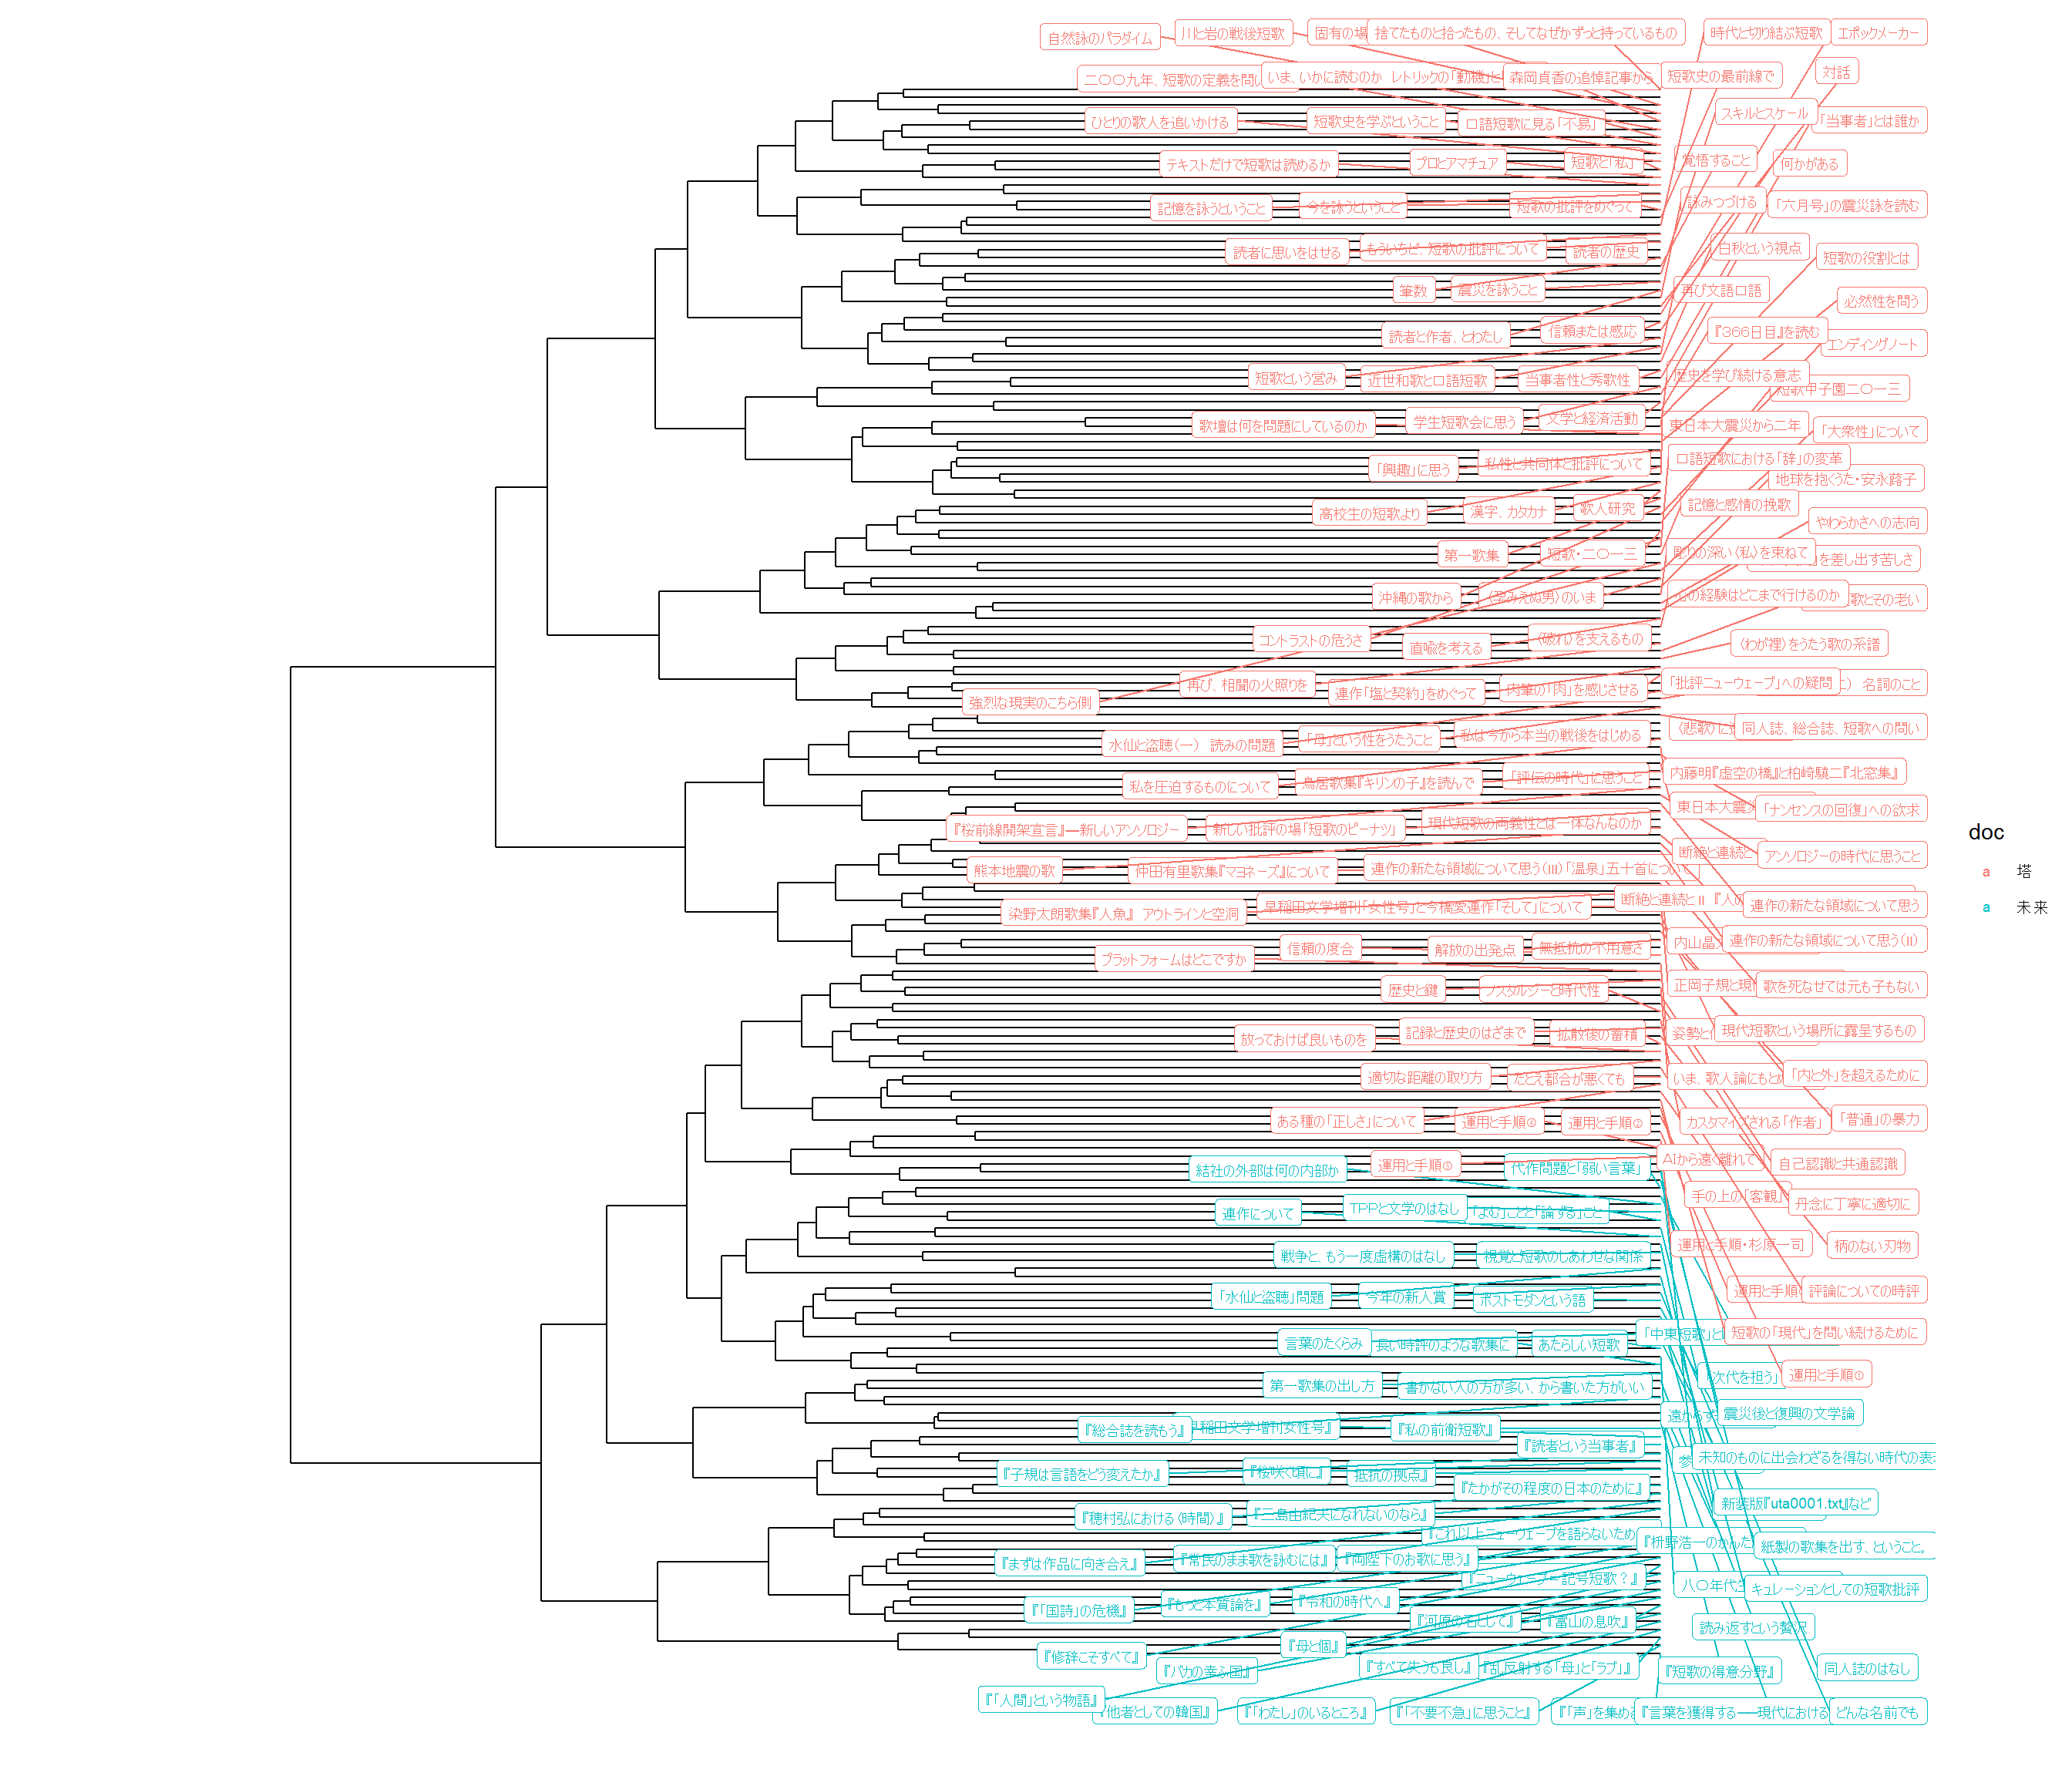 自然詠のパラダイム
川と岩の戦後短歌
固有の場
捨てたものと拾ったもの、そしてなぜかずっと持っているもの
時代と切り結ぶ短歌
エポックメーカー
二〇〇九年、短歌の定義を問い
いま、いかに読むのか レトリックの「動機」と
森岡貞香の追悼記事から
短歌史の最前線で
対話
ひとりの歌人を追いかける
短歌史を学ぶということ
口語短歌に見る「不易」
スキルとスケール
「当事者」とは誰か
テキストだけで短歌は読めるか
プロとアマチュア
短歌と「私」
覚悟すること
何かがある
記憶を詠うということ
今を詠うということ
短歌の批評をめぐって
詠みつづける
「六月号」の震災詠を読む
読者に思いをはせる
もういちど、短歌の批評について
読者の歴史
白秋という視点
短歌の役割とは
筆数
震災を詠うこと
再び文語口語
必然性を問う
読者と作者、とわたし
信頼または感応
『366日目』を読む
エンディングノート
短歌という営み
近世和歌と口語短歌
当事者性と秀歌性
歴史を学び続ける意志
短歌甲子園二〇一三
歌壇は何を問題にしているのか
学生短歌会に思う
文学と経済活動
東日本大震災から二年
「大衆性」について
「興趣」に思う
私性と共同体と批評について
口語短歌における「辞」の変革
地球を抱くうた・安永蕗子
高校生の短歌より
漢字、カタカナ
歌人研究
記憶と感情の挽歌
やわらかさへの志向
第一歌集
短歌・二〇一三
彫りの深い〈私〉を束ねて
を差し出す苦しさ
沖縄の歌から
〈孕みえぬ男〉のいま
心の経験はどこまで行けるのか
歌とその老い
コントラストの危うさ
直喩を考える
〈破れ〉を支えるもの
〈わが裡〉をうたう歌の系譜
強烈な現実のこちら側
再び、相聞の火照りを
連作「塩と契約」をめぐって
肉筆の「肉」を感じさせる
「批評ニューウェーブ」への疑問
名詞のこと
水仙と盗聴(一) 読みの問題
「母」という性をうたうこと
私は今から本当の戦後をはじめる
〈悲歌〉に
同人誌、総合誌、短歌への問い
私を圧迫するものについて
鳥居歌集『キリンの子』を読んで
「評伝の時代」に思うこと
内藤明『虚空の橋』と柏崎驍二『北窓集』
『桜前線開架宣言』―新しいアンソロジー
新しい批評の場「短歌のピーナツ」
現代短歌の両義性とは一体なんなのか
東日本大震災
「ナンセンスの回復」への欲求
熊本地震の歌
仲田有里歌集『マヨネーズ』について
連作の新たな領域について思う(III)「温泉」五十首について
断絶と連続と
アンソロジーの時代に思うこと
染野太朗歌集『人魚』 アウトラインと空洞
早稲田文学増刊「女性号」と今橋愛連作「そして」について
断絶と連続と II 『人の
連作の新たな領域について思う
プラットフォームはどこですか
信頼の度合
解放の出発点
無抵抗の不用意さ
内山晶
連作の新たな領域について思う(II)
歴史と鍵
ノスタルジーと時代性
正岡子規と現
歌を死なせては元も子もない
放っておけば良いものを
記録と歴史のはざまで
拡散後の蓄積
姿勢と
現代短歌という場所に露呈するもの
適切な距離の取り方
たとえ都合が悪くても
いま、歌人論にもとめ
「内と外」を超えるために
ある種の「正しさ」について
運用と手順
運用と手順
カスタマイズされる「作者」
「普通」の暴力
結社の外部は何の内部か
運用と手順
代作問題と「弱い言葉」
AIから遠く離れて
自己認識と共通認識
連作について
TPPと文学のはなし
「よむ」ことと「論ずる」こと
手の上の「客観」
丹念に丁寧に適切に
戦争と、もう一度虚構のはなし
視覚と短歌のしあわせな関係
運用と手順・杉原一司
柄のない刃物
「水仙と盗聴」問題
今年の新人賞
ポストモダンという語
運用と手順
評論についての時評
言葉のたくらみ
長い時評のような歌集に
あたらしい短歌
「中東短歌」と
短歌の「現代」を問い続けるために
第一歌集の出し方
書かない人の方が多い、から書いた方がいい
「次代を担う」
運用と手順
『総合誌を読もう』
早稲田文学増刊女性号』
『私の前衛短歌』
遠からず
震災後と復興の文学論
『読者という当事者』
『子規は言語をどう変えたか』
『桜咲く頃に』
抵抗の拠点』
参
未知のものに出会わざるを得ない時代の表現
『たかがその程度の日本のために』
新装版『uta0001.txt』など
『穂村弘における〈時間〉』
『三島由紀夫になれないのなら』
『これ以上ニューウェーブを語らないため
『枡野浩一のかんた
紙製の歌集を出す、ということ。
『まずは作品に向き合え』
『常民のまま歌を詠むには』
『両陛下のお歌に思う』
『ニューウェーブ＝記号短歌？』
八〇年代
キュレーションとしての短歌批評
『「国詩」の危機』
『もっと本質論を』
『令和の時代へ』
『河原の石として』
『富山の息吹』
読み返すという贅沢
『修辞こそすべて』
『母と個』
『バカの幸ふ国』
『すべて失うも良し』
『乱反射する「母」と「ラブ」』
『短歌の得意分野』
同人誌のはなし
『「人間」という物語』
『他者としての韓国』
『「わたし」のいるところ』
『「不要不急」に思うこと』
『「声」を集める
『言葉を獲得する―現代における
どんな名前でも
doc
a 塔
a 未来